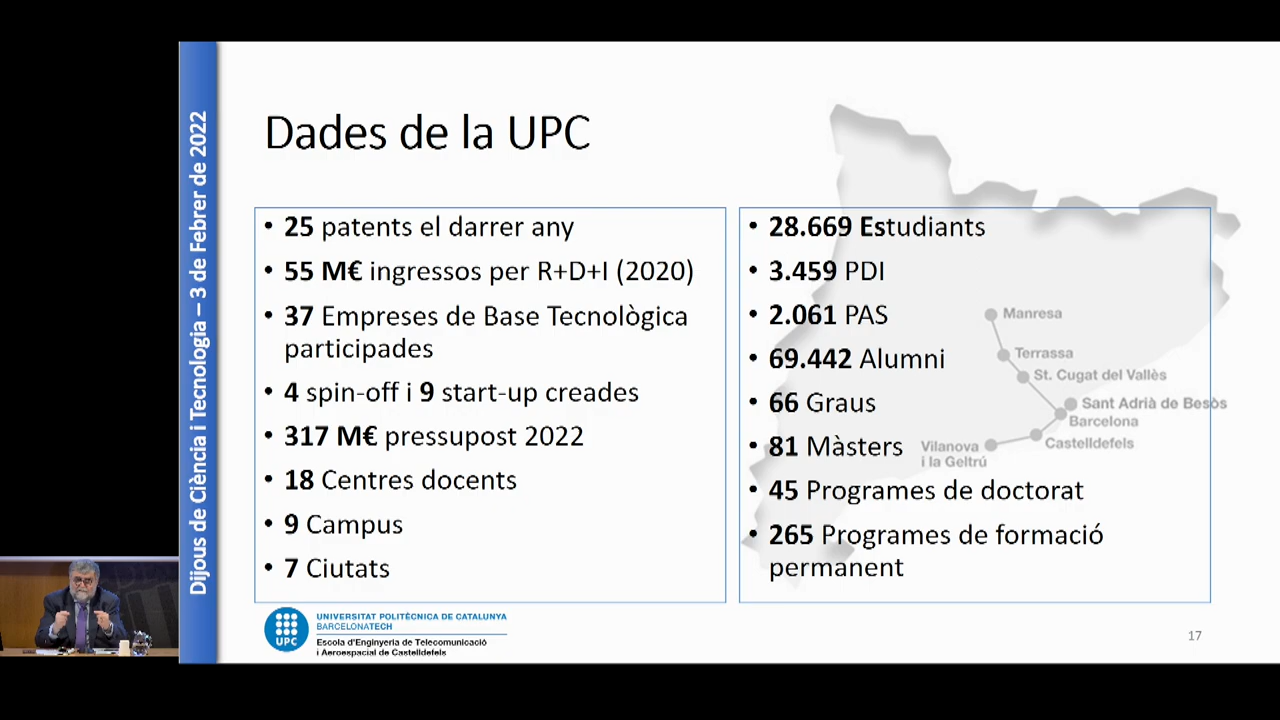 Dijous de Ciència i Tecnologia – 3 de Febrer de 2022
Dades de la UPC
• 25 patents el darrer any
• 55 M€ ingressos per R+D+I (2020)
• 37 Empreses de Base Tecnològica
participades
• 4 spin-off i 9 start-up creades
• 317 M€ pressupost 2022
• 18 Centres docents
• 9 Campus
• 7 Ciutats
• 28.669 Estudiants
• 3.459 PDI
• 2.061 PAS
• 69.442 Alumni
• 66 Graus
• 81 Màsters
• 45 Programes de doctorat
• 265 Programes de formació
permanent
Manresa
Terrassa
St. Cugat del Vallès
Sant Adrià de Besòs
Barcelona
Castelldefels
Vilanova
i la Geltrú
UPC
UNIVERSITAT POLITÈCNICA DE CATALUNYA
BARCELONATECH
Escola d'Enginyeria de Telecomunicació
i Aeroespacial de Castelldefels
17